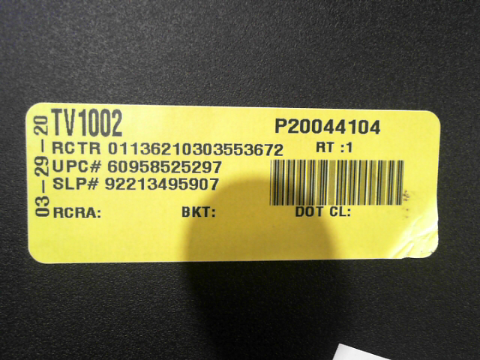 03-29-20
TV1002
P20044104
RCTR 01136210303553672 RT :1
UPC# 60958525297
SLP# 92213495907
RCRA: BKT: DOT CL: